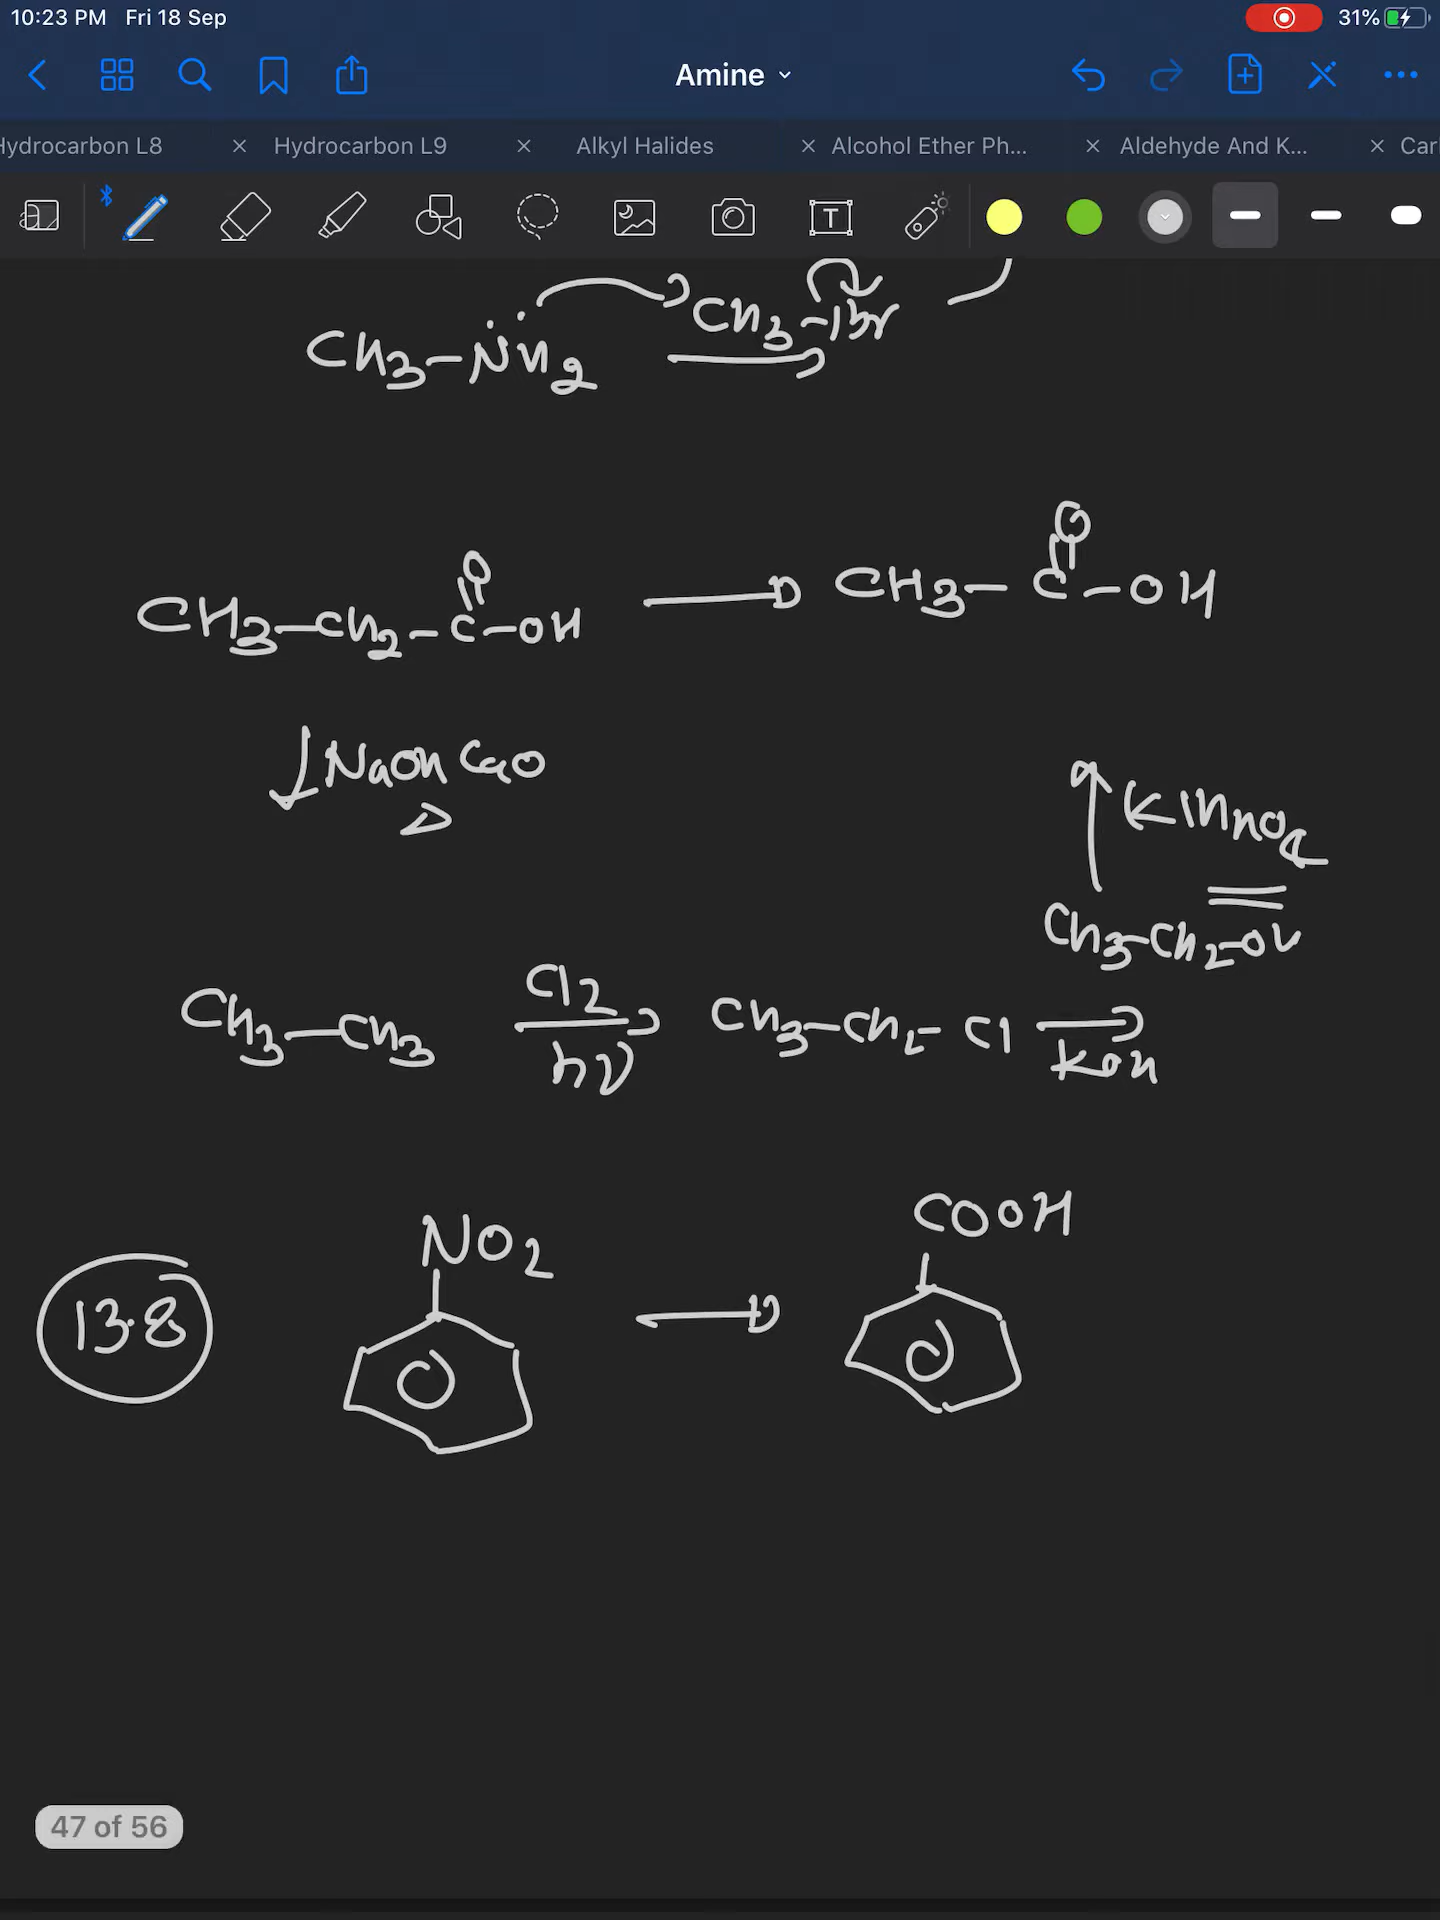 10:23 PM Fri 18 Sep 31%
Amine
Hydrocarbon L8 × Hydrocarbon L9 × Alkyl Halides × Alcohol Ether Ph... × Aldehyde And K... × Car
T
CH3-Br
CH3-NH2
O O
CH3-CH2-C-OH CH3-C-OH
NaOH CaO
Δ
KMnO4
CH3-CH2-OH
Cl2
CH3-CH3 CH3-CH2-Cl
hν KOH
NO2 COOH
13.8
47 of 56